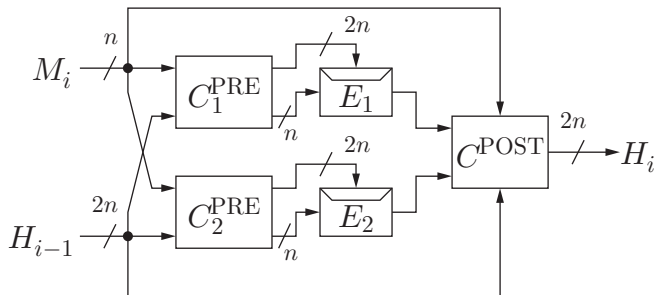 n
2n
M_i
C_1^{PRE}
E_1
n
2n
C^{POST}
H_i
2n
2n
C_2^{PRE}
E_2
H_{i−1}
n